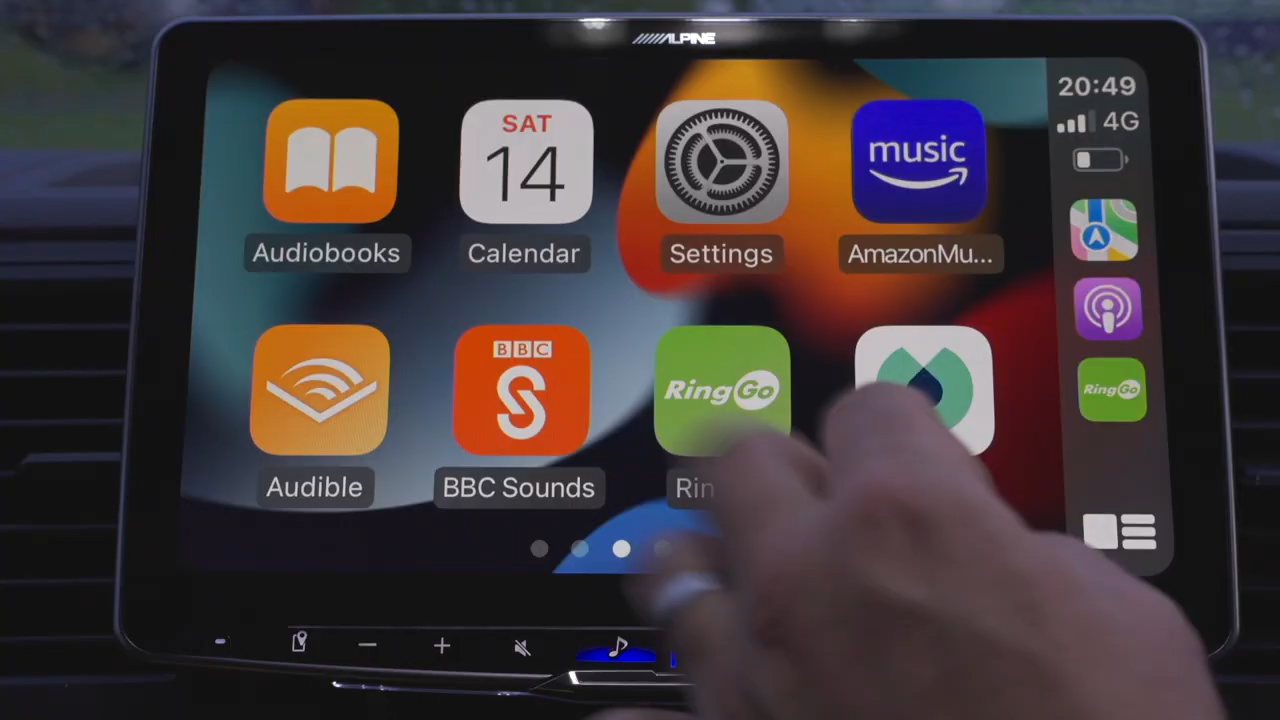 ALPINE
20:49
4G
SAT
14
music
Audiobooks
Calendar
Settings
AmazonMu...
BBC
RingGo
RingGo
Audible
BBC Sounds
Rin